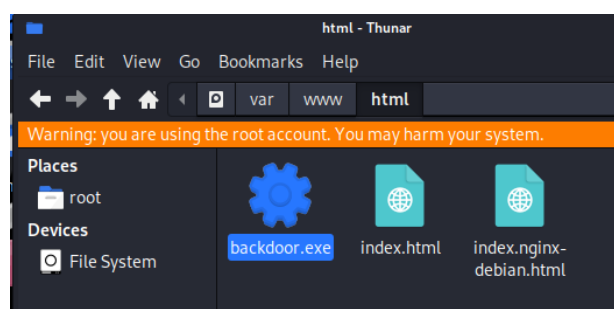 html - Thunar
File Edit View Go Bookmarks Help
var www html
Warning: you are using the root account. You may harm your system.
Places
root
Devices
File System
backdoor.exe
index.html
index.nginx-
debian.html